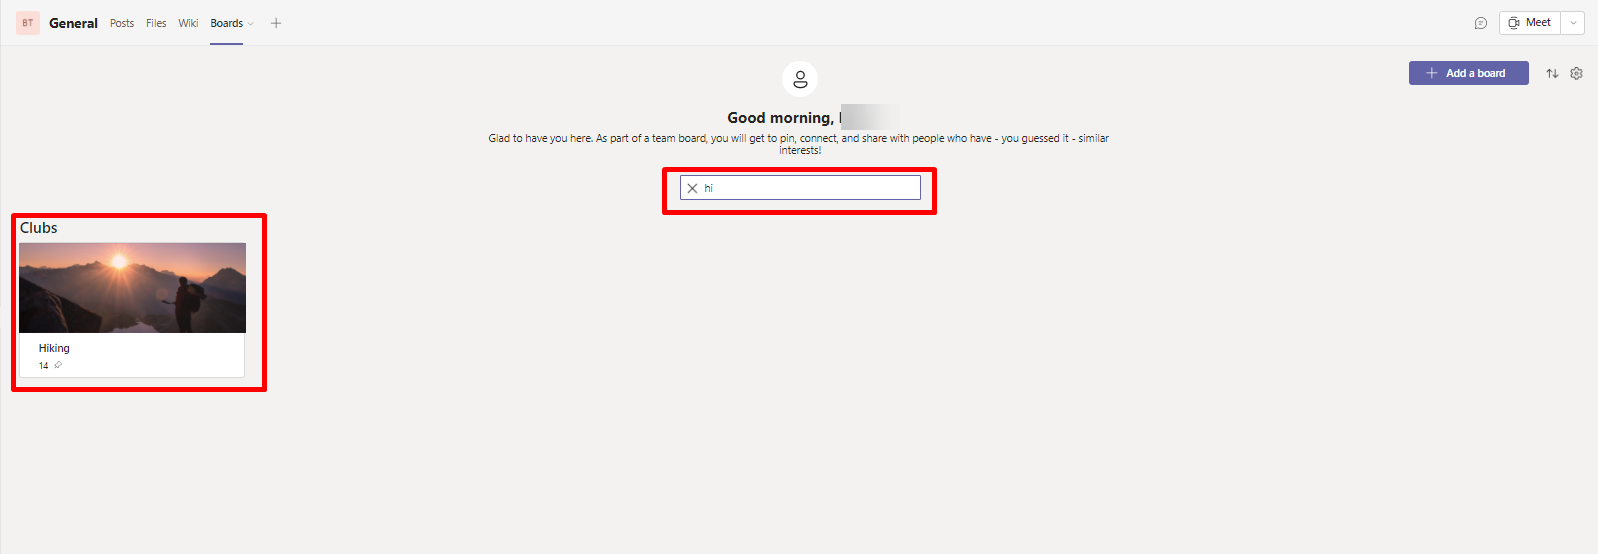 BT General Posts Files Wiki Boards Meet
Add a board
Good morning,
Glad to have you here. As part of a team board, you will get to pin, connect, and share with people who have - you guessed it - similar
interests!
hi
Clubs
Hiking
14